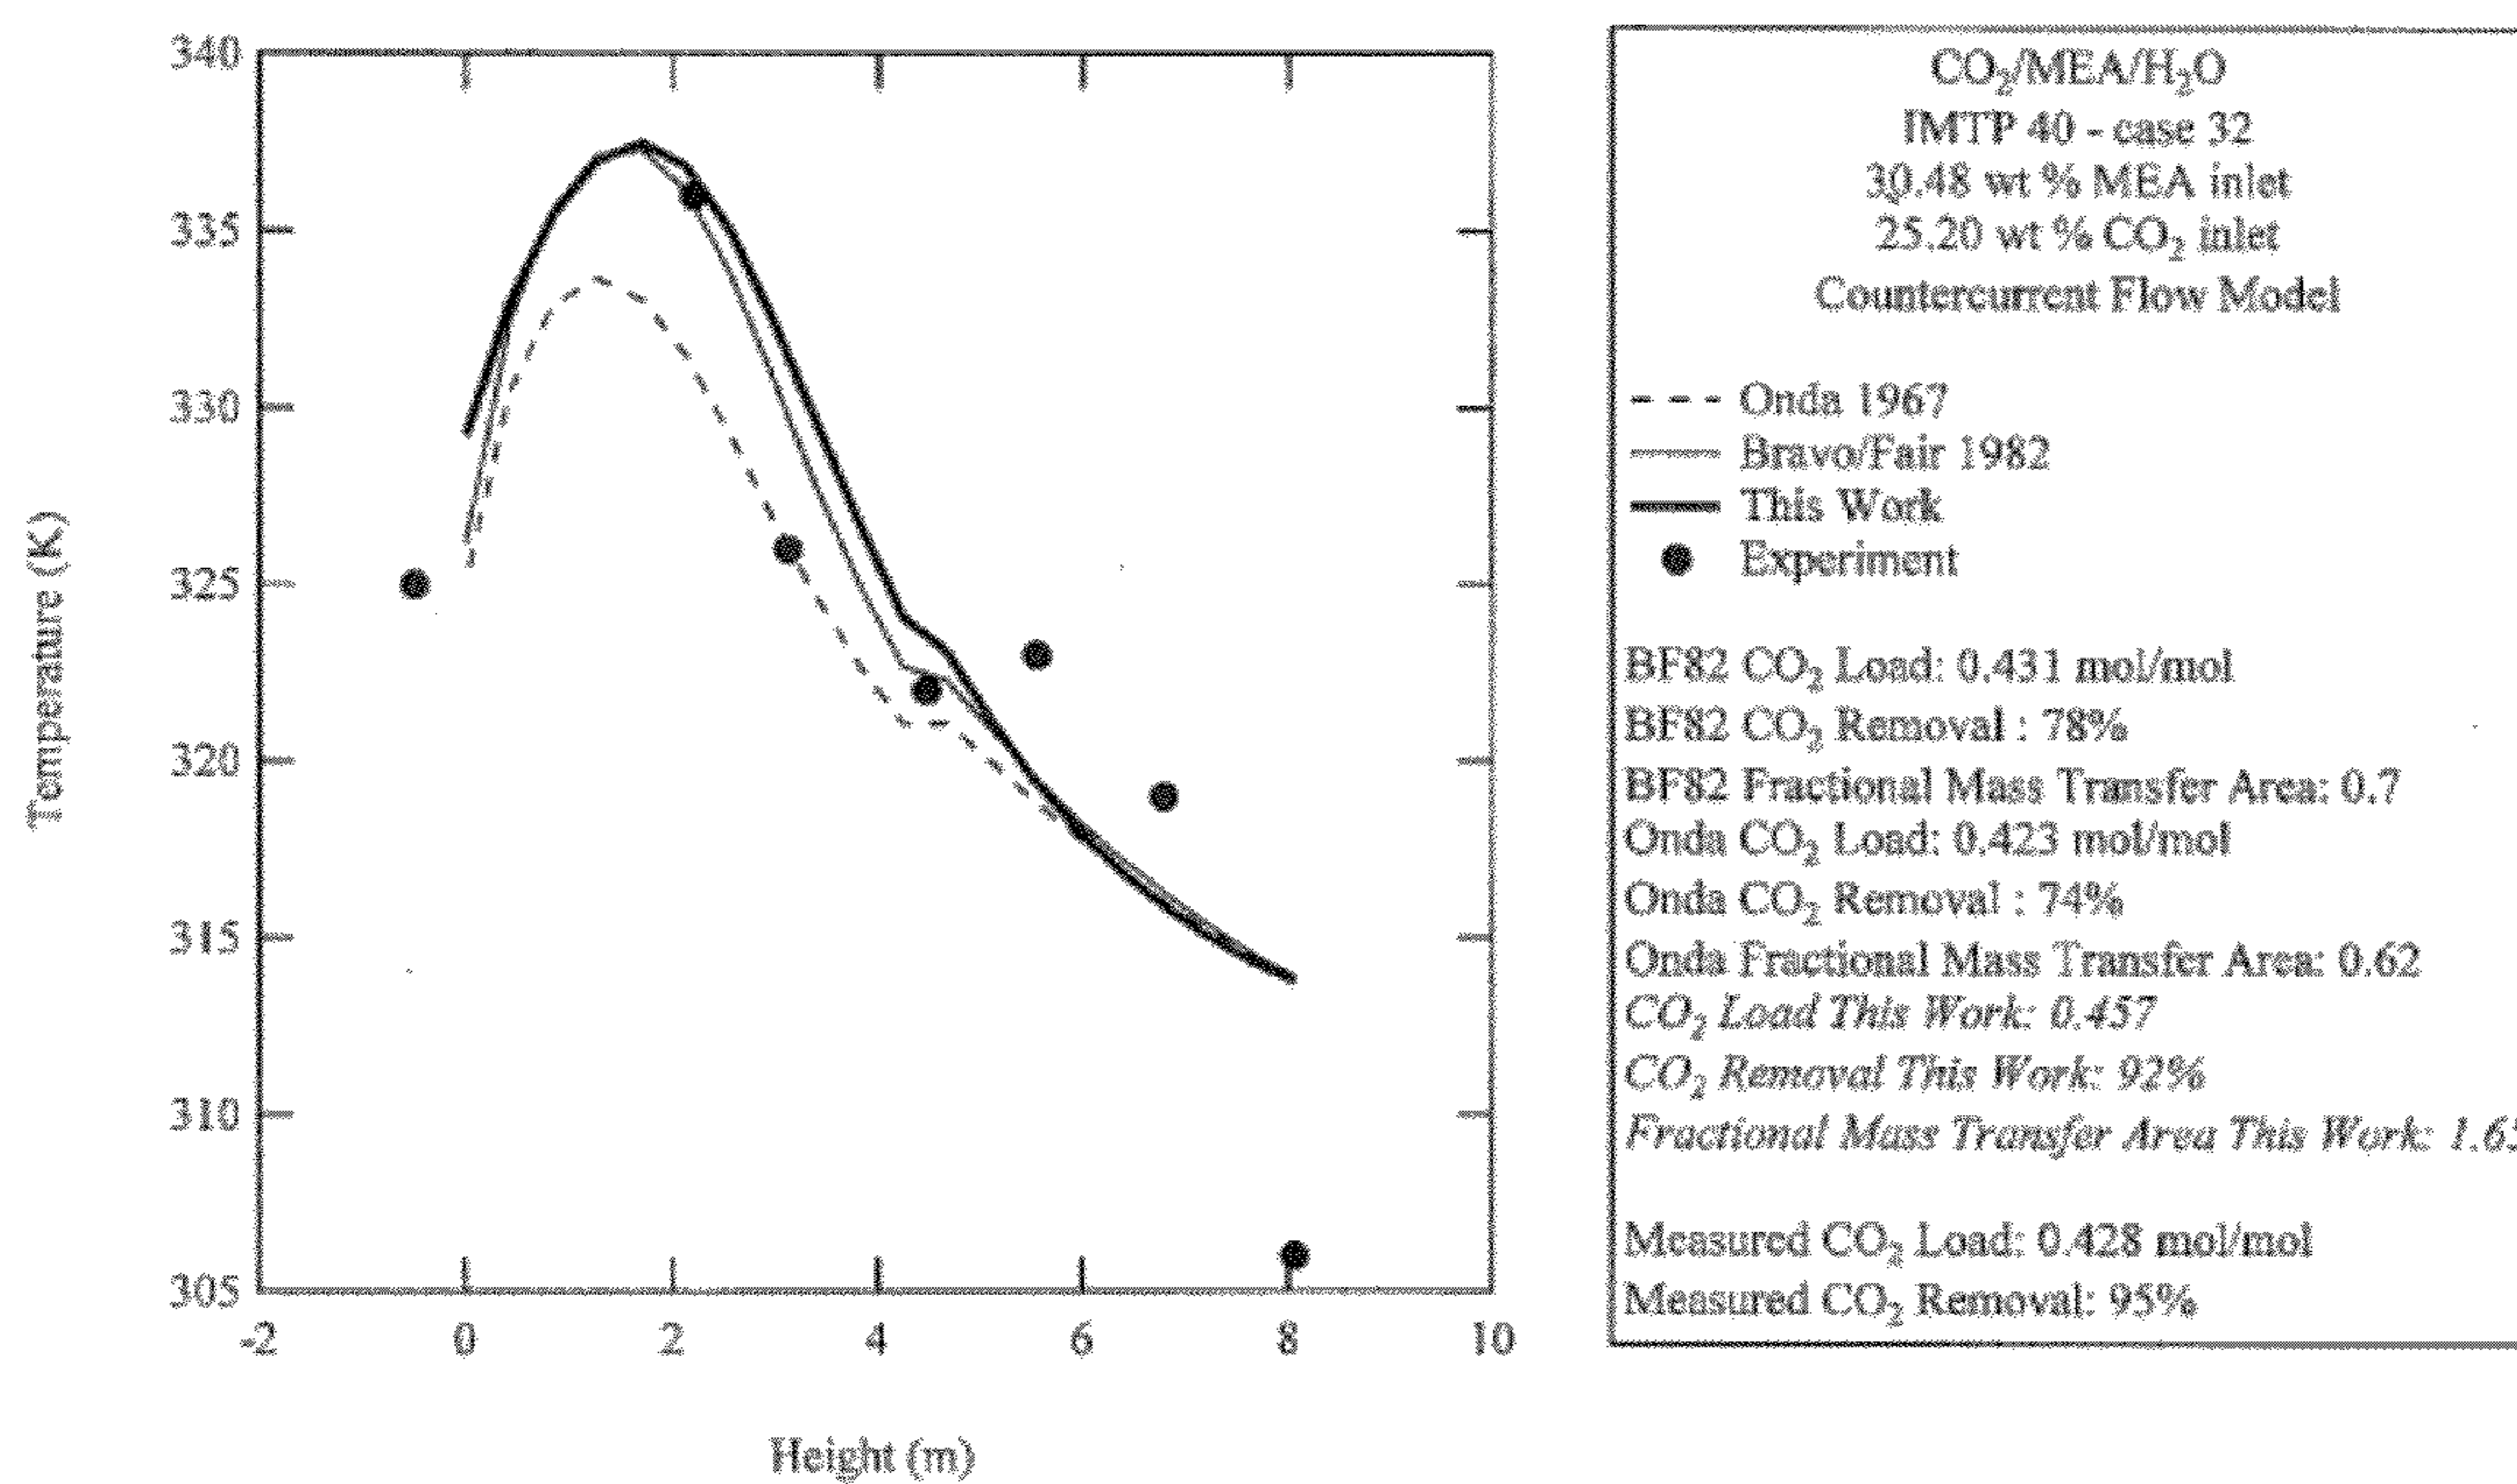 340
335
330
325
320
315
310
305
-2 0 2 4 6 8 10
Temperature (K)
Height (m)
CO₂/MEA/H₂O
IMTP 40 - case 32
30.48 wt % MEA inlet
25.20 wt % CO₂ inlet
Countercurrent Flow Model
Onda 1967
Bravo/Fair 1982
This Work
Experiment
BF82 CO₂ Load: 0.431 mol/mol
BF82 CO₂ Removal : 78%
BF82 Fractional Mass Transfer Area: 0.7
Onda CO₂ Load: 0.423 mol/mol
Onda CO₂ Removal : 74%
Onda Fractional Mass Transfer Area: 0.62
CO₂ Load This Work: 0.457
CO₂ Removal This Work: 92%
Fractional Mass Transfer Area This Work:
Measured CO₂ Load: 0.428 mol/mol
Measured CO₂ Removal: 95%